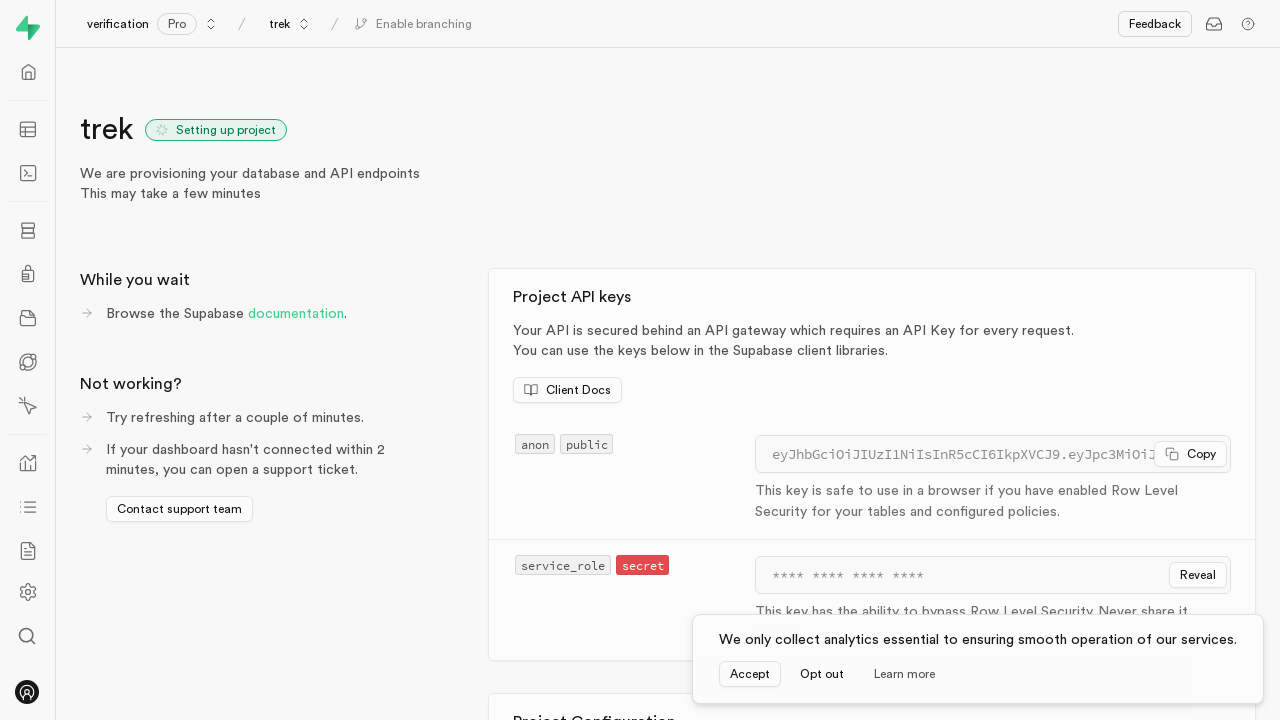 verification Pro / trek / Enable branching
Feedback
trek Setting up project
We are provisioning your database and API endpoints
This may take a few minutes
While you wait
Browse the Supabase documentation.
Not working?
Try refreshing after a couple of minutes.
If your dashboard hasn't connected within 2
minutes, you can open a support ticket.
Contact support team
Project API keys
Your API is secured behind an API gateway which requires an API Key for every request.
You can use the keys below in the Supabase client libraries.
Client Docs
anon public
eyJhbGciOiJIUzI1NiIsInR5cCI6IkpXVCJ9.eyJpc3MiOiJ
Copy
This key is safe to use in a browser if you have enabled Row Level
Security for your tables and configured policies.
service_role secret
**** **** **** ****
Reveal
This key has the ability to bypass Row Level Security. Never share it
We only collect analytics essential to ensuring smooth operation of our services.
Accept Opt out Learn more
Project Configuration